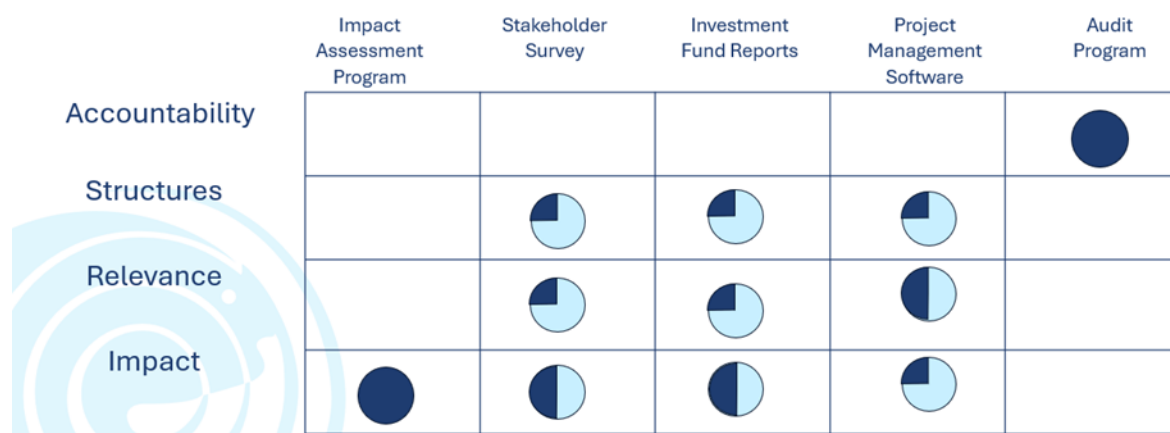 Impact
Assessment
Program
Stakeholder
Survey
Investment
Fund Reports
Project
Management
Software
Audit
Program
Accountability
Structures
Relevance
Impact